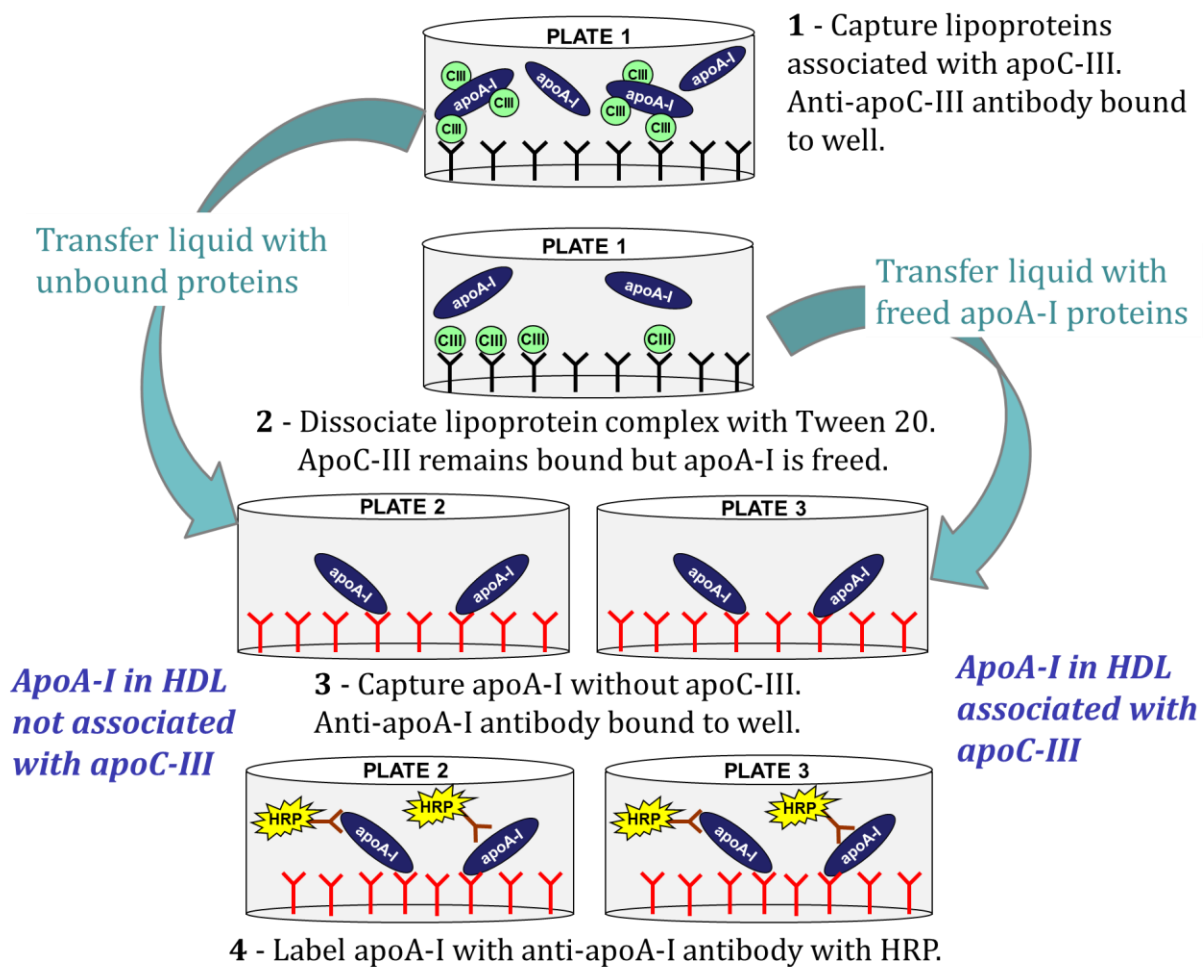 PLATE 1
CIII
apoA-I
CIII
CIII
apoA-I
CIII
apoA-I
CIII
CIII
apoA-I
1 - Capture lipoproteins
associated with apoC-III.
Anti-apoC-III antibody bound
to well.
Transfer liquid with
unbound proteins
PLATE 1
apoA-I
apoA-I
CIII
CIII
CIII
CIII
Transfer liquid with
freed apoA-I proteins
2 - Dissociate lipoprotein complex with Tween 20.
ApoC-III remains bound but apoA-I is freed.
PLATE 2
apoA-I
apoA-I
PLATE 3
apoA-I
apoA-I
ApoA-I in HDL
not associated
with apoC-III
3 - Capture apoA-I without apoC-III.
Anti-apoA-I antibody bound to well.
ApoA-I in HDL
associated with
apoC-III
PLATE 2
HRP
apoA-I
HRP
apoA-I
PLATE 3
HRP
apoA-I
HRP
apoA-I
4 - Label apoA-I with anti-apoA-I antibody with HRP.